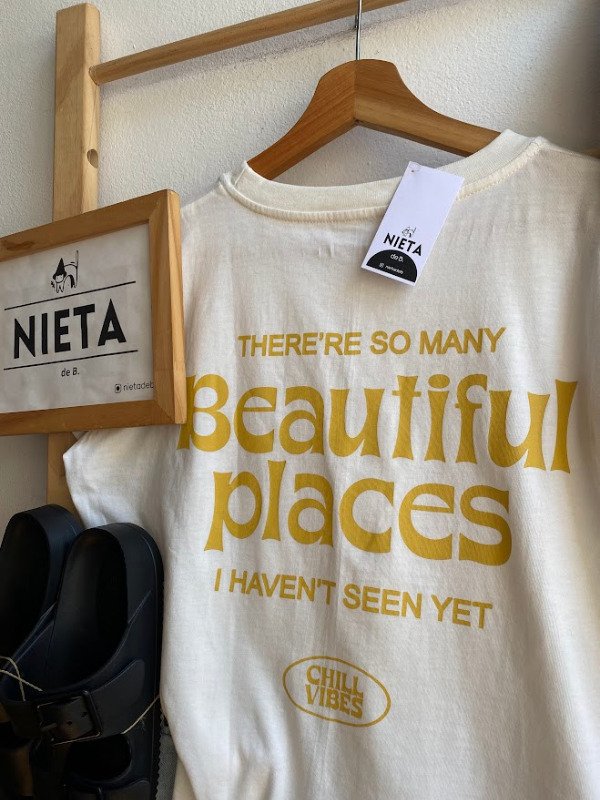 NIETA
de B.
nietadeb
NIETA
de B.
THERE'RE SO MANY
Beautiful
places
I HAVEN'T SEEN YET
CHILL
VIBES